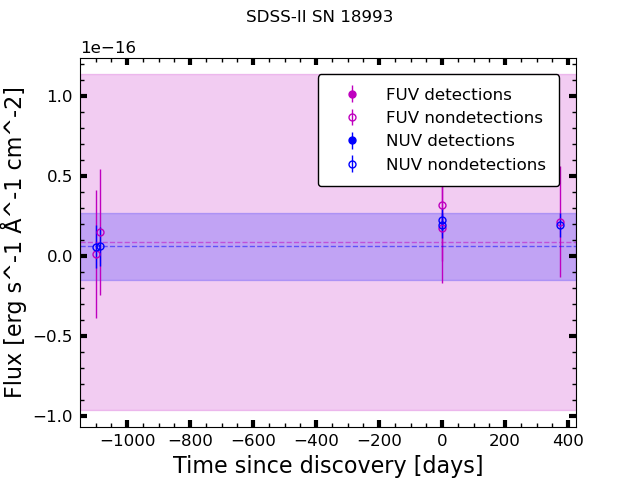 SDSS-II SN 18993
1e−16
1.0
0.5
0.0
−0.5
−1.0
Flux [erg s^-1 Å^-1 cm^-2]
FUV detections
FUV nondetections
NUV detections
NUV nondetections
−1000 −800 −600 −400 −200 0 200 400
Time since discovery [days]